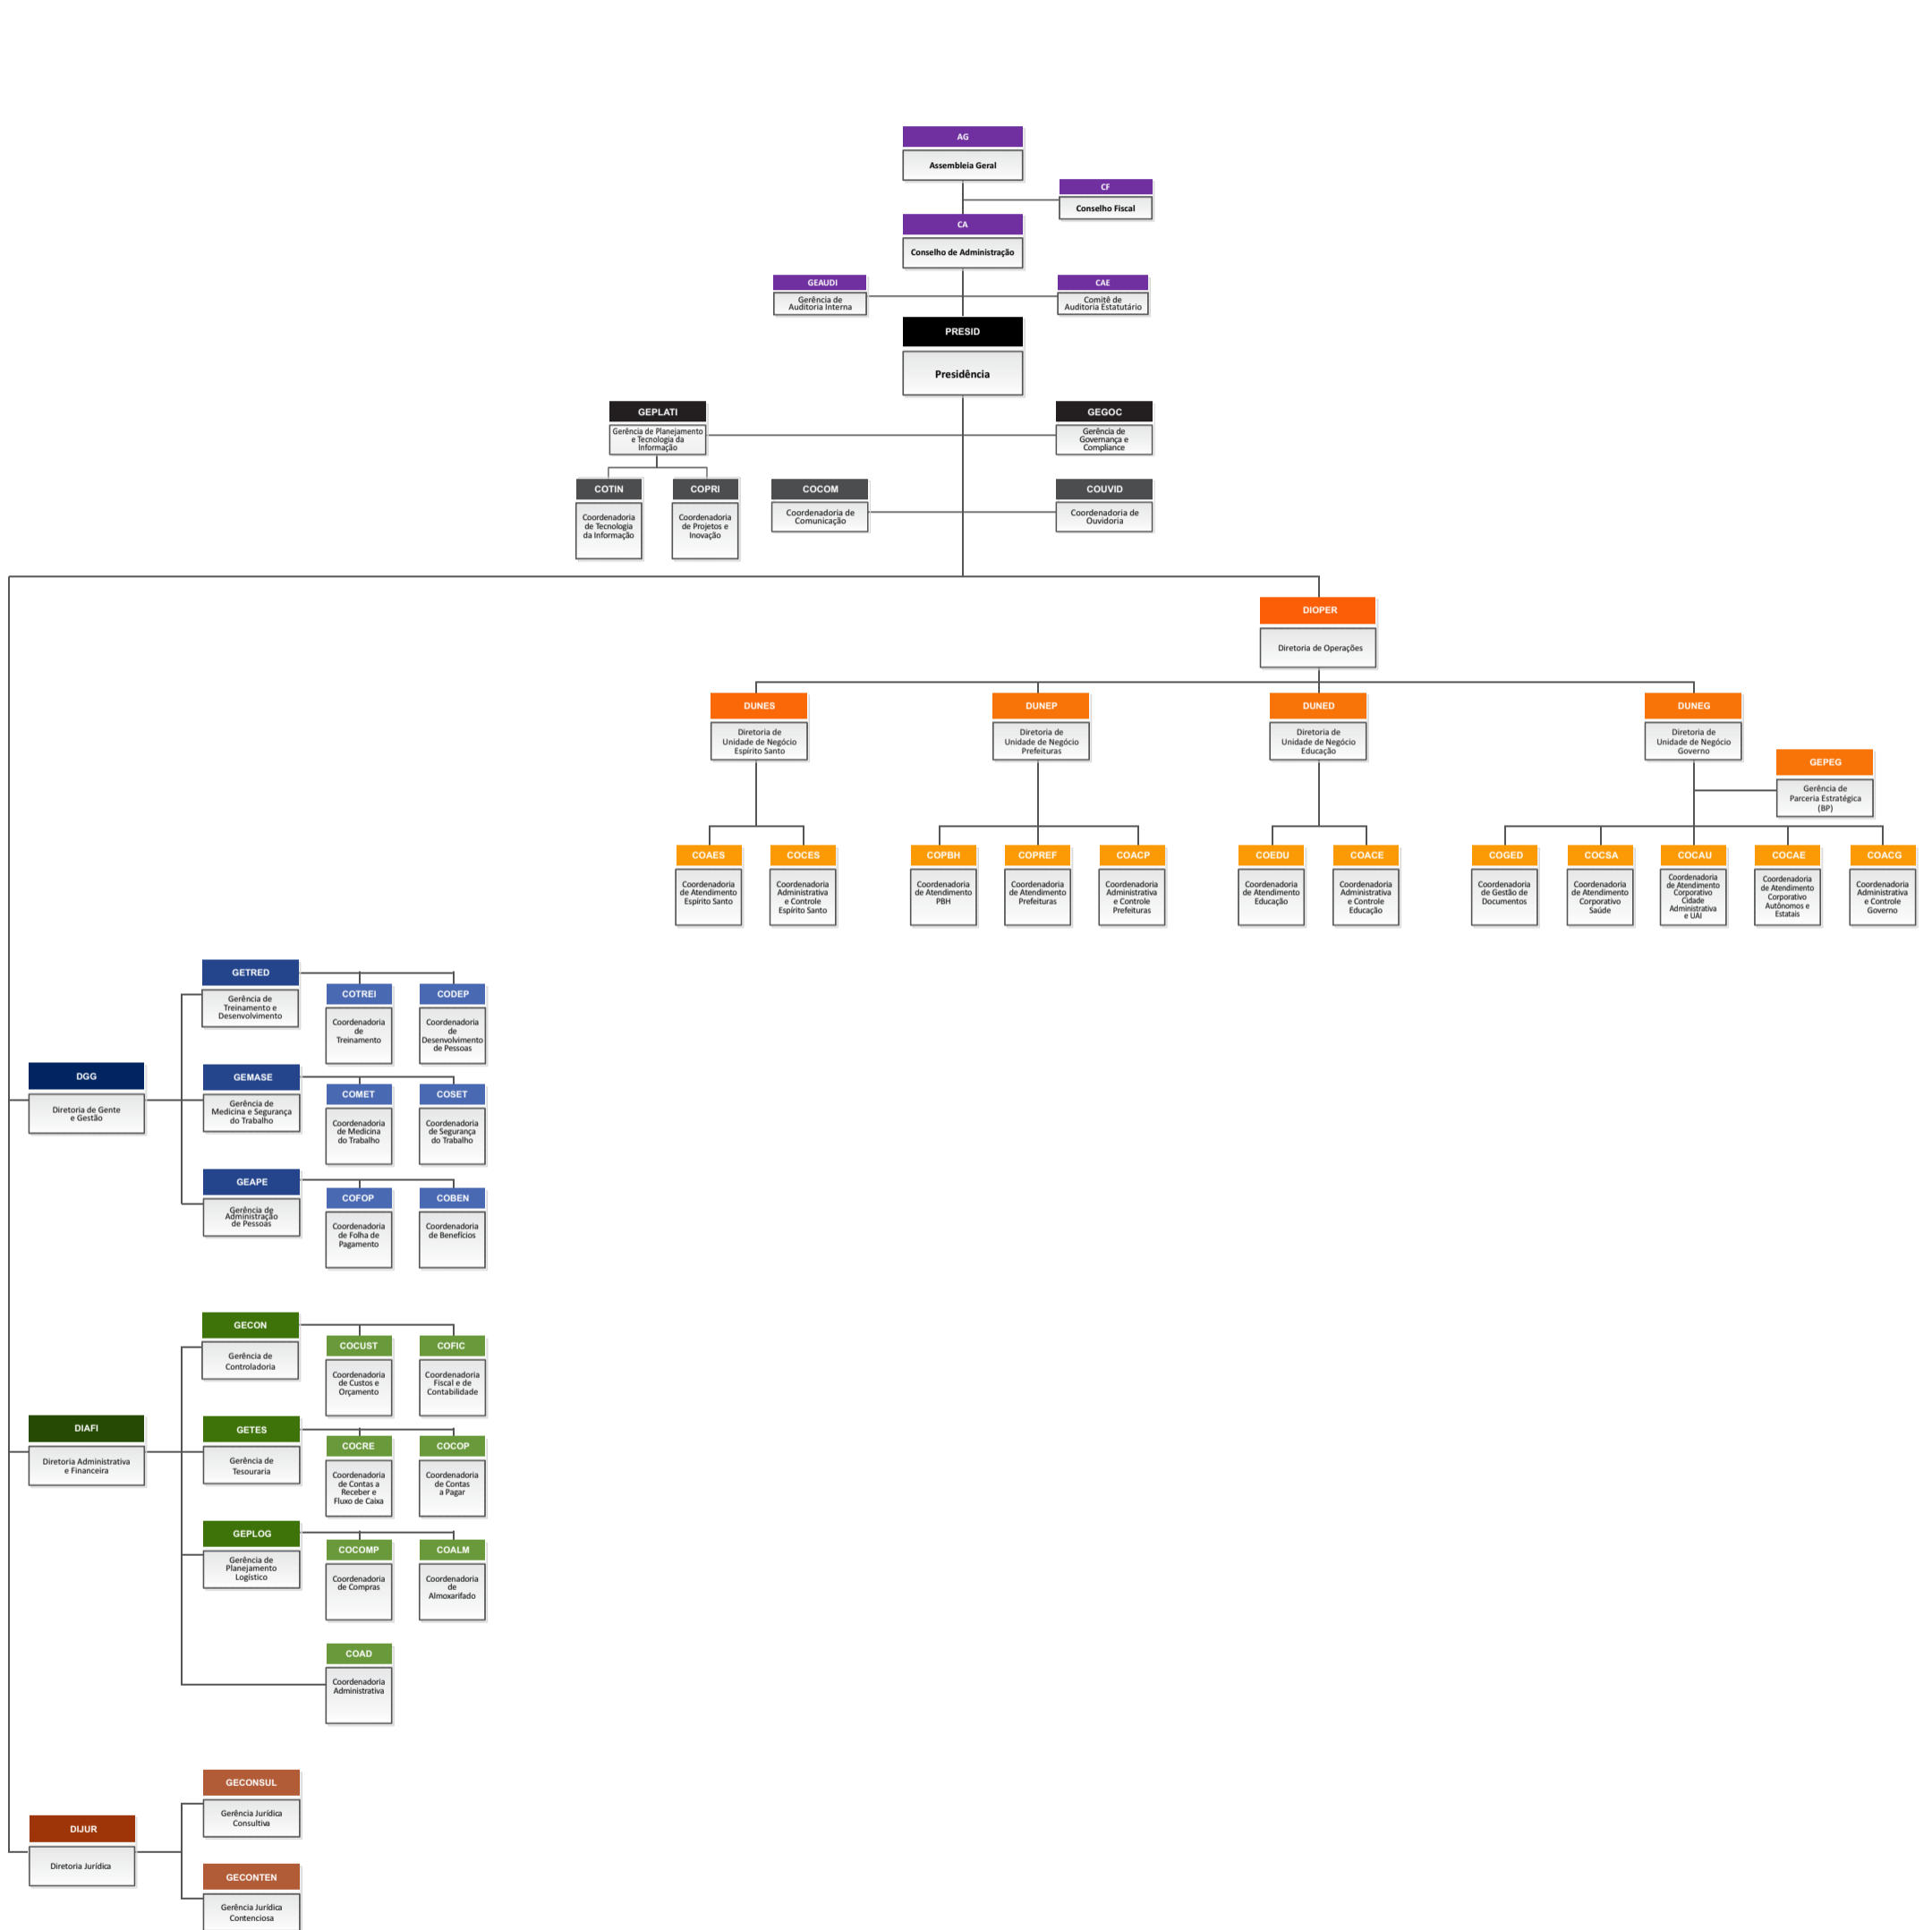 AG
Assembleia Geral
CF
Conselho Fiscal
CA
Conselho de Administração
GEAUDI
Gerência de
Auditoria Interna
CAE
Comitê de
Auditoria Estatutário
PRESID
Presidência
GEPLATI
Gerência de Planejamento
e Tecnologia da
Informação
GEGOC
Gerência de
Governança e
Compliance
COTIN
Coordenadoria
de Tecnologia
da Informação
COPRI
Coordenadoria
de Projetos e
Inovação
COCOM
Coordenadoria de
Comunicação
COUVID
Coordenadoria de
Ouvidoria
DIOPER
Diretoria de Operações
DUNES
Diretoria de
Unidade de Negócio
Espírito Santo
DUNEP
Diretoria de
Unidade de Negócio
Prefeituras
DUNED
Diretoria de
Unidade de Negócio
Educação
DUNEG
Diretoria de
Unidade de Negócio
Governo
GEPEG
Gerência de
Parceria Estratégica
(BP)
COAES
Coordenadoria
de Atendimento
Espírito Santo
COCES
Coordenadoria
Administrativa
e Controle
Espírito Santo
COPBH
Coordenadoria
de Atendimento
PBH
COPREF
Coordenadoria
de Atendimento
Prefeituras
COACP
Coordenadoria
Administrativa
e Controle
Prefeituras
COEDU
Coordenadoria
de Atendimento
Educação
COACE
Coordenadoria
Administrativa
e Controle
Educação
COGED
Coordenadoria
de Gestão de
Documentos
COCSA
Coordenadoria
de Atendimento
Corporativo
Saúde
COCAU
Coordenadoria
de Atendimento
Corporativo
Cidade
Administrativa
e UAI
COCAE
Coordenadoria
de Atendimento
Corporativo
Autônomos e
Estatais
COACG
Coordenadoria
Administrativa
e Controle
Governo
GETRED
Gerência de
Treinamento e
Desenvolvimento
COTREI
Coordenadoria
de
Treinamento
CODEP
Coordenadoria
de
Desenvolvimento
de Pessoas
DGG
Diretoria de Gente
e Gestão
GEMASE
Gerência de
Medicina e Segurança
do Trabalho
COMET
Coordenadoria
de Medicina
do Trabalho
COSET
Coordenadoria
de Segurança
do Trabalho
GEAPE
Gerência de
Administração
de Pessoas
COFOP
Coordenadoria
de Folha de
Pagamento
COBEN
Coordenadoria
de Benefícios
GECON
Gerência de
Controladoria
COCUST
Coordenadoria
de Custos e
Orçamento
COFIC
Coordenadoria
Fiscal e de
Contabilidade
DIAFI
Diretoria Administrativa
e Financeira
GETES
Gerência de
Tesouraria
COCRE
Coordenadoria
de Contas a
Receber e
Fluxo de Caixa
COCOP
Coordenadoria
de Contas
a Pagar
GEPLOG
Gerência de
Planejamento
Logístico
COCOMP
Coordenadoria
de Compras
COALM
Coordenadoria
de
Almoxarifado
COAD
Coordenadoria
Administrativa
GECONSUL
Gerência Jurídica
Consultiva
DIJUR
Diretoria Jurídica
GECONTEN
Gerência Jurídica
Contenciosa